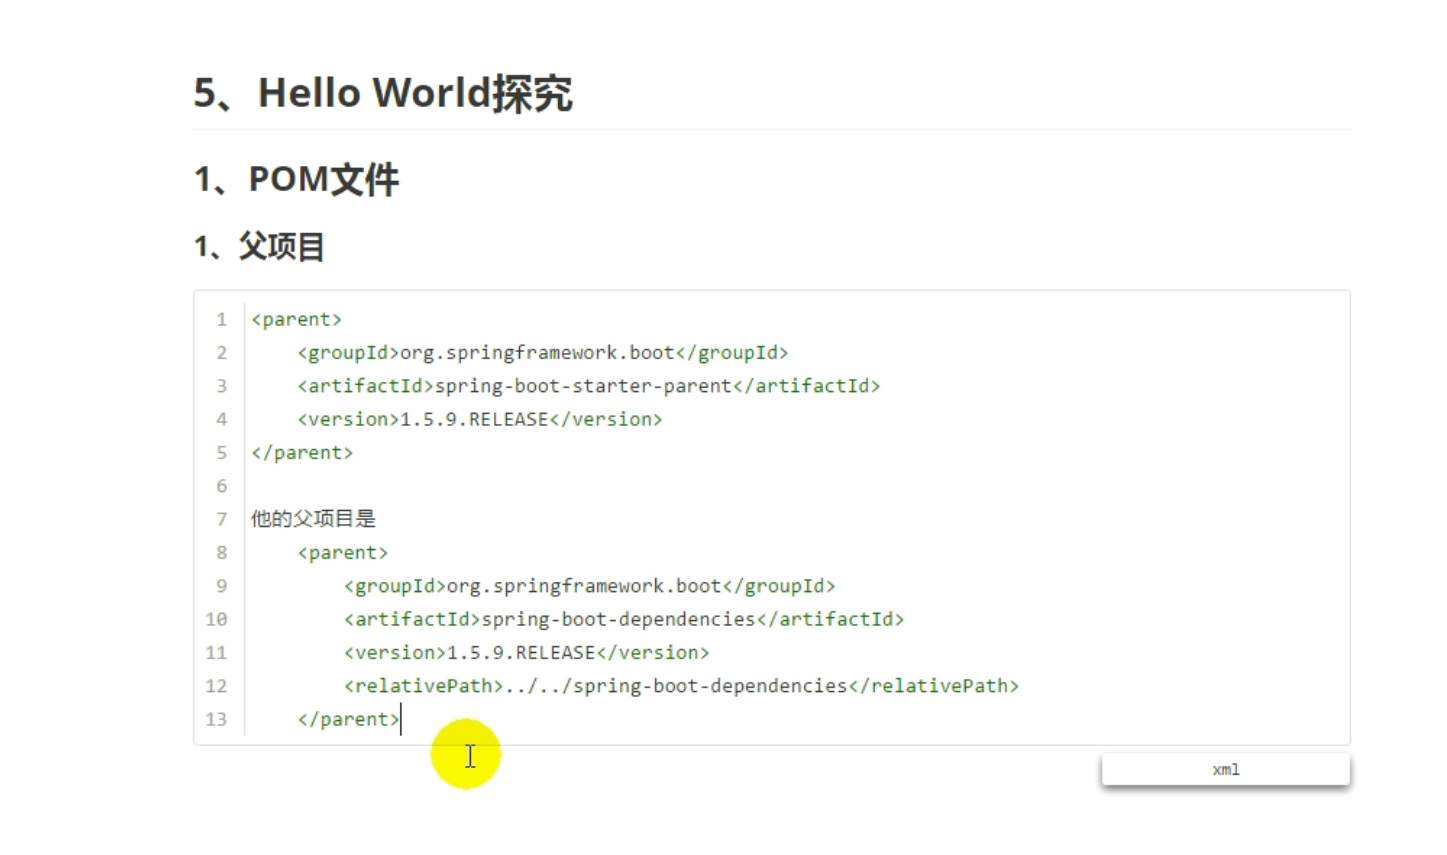 5、Hello World探究
1、POM文件
1、父项目
1 <parent>
2     <groupId>org.springframework.boot</groupId>
3     <artifactId>spring-boot-starter-parent</artifactId>
4     <version>1.5.9.RELEASE</version>
5 </parent>
6
7 他的父项目是
8     <parent>
9         <groupId>org.springframework.boot</groupId>
10         <artifactId>spring-boot-dependencies</artifactId>
11         <version>1.5.9.RELEASE</version>
12         <relativePath>../../spring-boot-dependencies</relativePath>
13     </parent>
xml